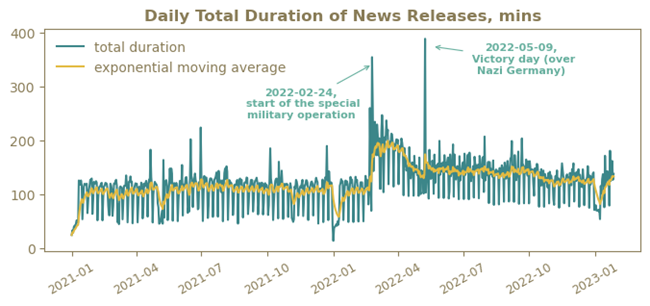 Daily Total Duration of News Releases, mins
400
300
200
100
0
total duration
exponential moving average
2022-02-24,
start of the special
military operation
2022-05-09,
Victory day (over
Nazi Germany)
2021-01
2021-04
2021-07
2021-10
2022-01
2022-04
2022-07
2022-10
2023-01